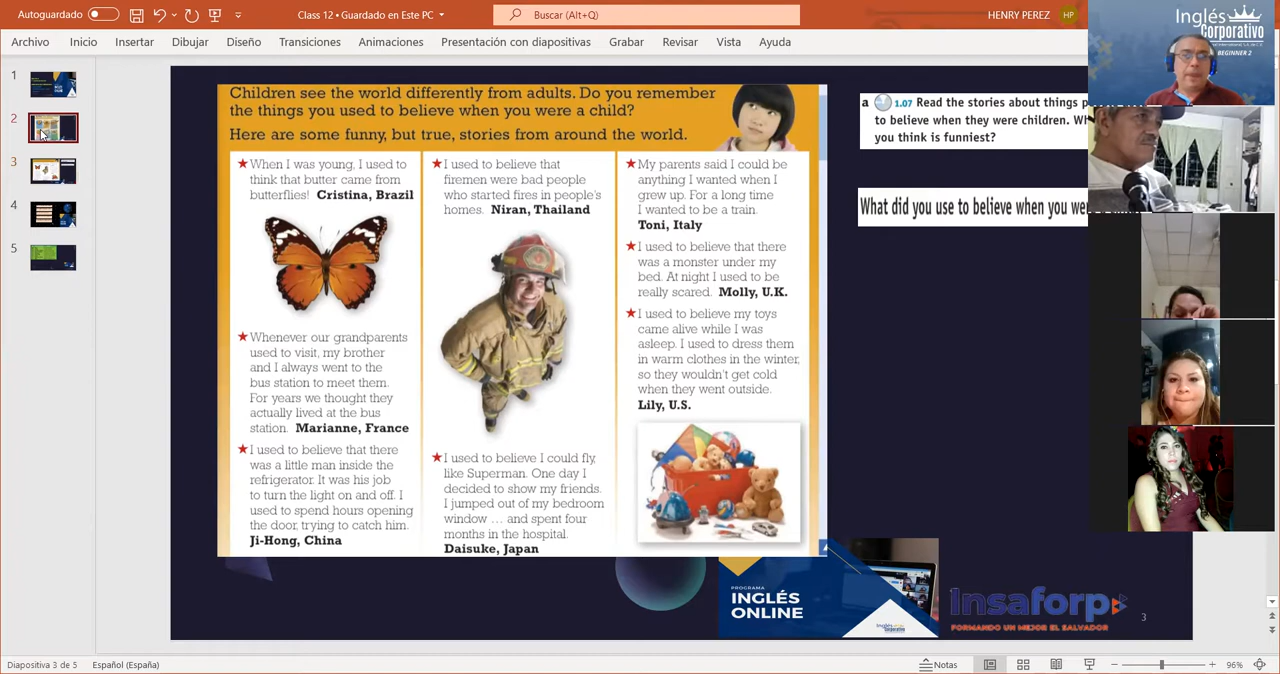 Autoguardado
Class 12 • Guardado en Este PC
Buscar (Alt+Q)
HENRY PEREZ
HP
Archivo Inicio Insertar Dibujar Diseño Transiciones Animaciones Presentación con diapositivas Grabar Revisar Vista Ayuda
Inglés
Corporativo
BEGINNER 2
1
2
3
4
5
Children see the world differently from adults. Do you remember
the things you used to believe when you were a child?
Here are some funny, but true, stories from around the world.
When I was young, I used to
think that butter came from
butterflies! Cristina, Brazil
Whenever our grandparents
used to visit, my brother
and I always went to the
bus station to meet them.
For years we thought they
actually lived at the bus
station. Marianne, France
I used to believe that there
was a little man inside the
refrigerator. It was his job
to turn the light on and off. I
used to spend hours opening
the door, trying to catch him.
Ji-Hong, China
I used to believe that
firemen were bad people
who started fires in people's
homes. Niran, Thailand
I used to believe I could fly,
like Superman. One day I
decided to show my friends.
I jumped out of my bedroom
window ... and spent four
months in the hospital.
Daisuke, Japan
My parents said I could be
anything I wanted when I
grew up. For a long time
I wanted to be a train.
Toni, Italy
I used to believe that there
was a monster under my
bed. At night I used to be
really scared. Molly, U.K.
I used to believe my toys
came alive while I was
asleep. I used to dress them
in warm clothes in the winter,
so they wouldn't get cold
when they went outside.
Lily, U.S.
a 1.07 Read the stories about things p
to believe when they were children. Wh
you think is funniest?
What did you use to believe when you wer
PROGRAMA
INGLÉS
ONLINE
Inglés
Corporativo
Insaforp
FORMANDO UN MEJOR EL SALVADOR
3
Diapositiva 3 de 5 Español (España)
Notas
96%